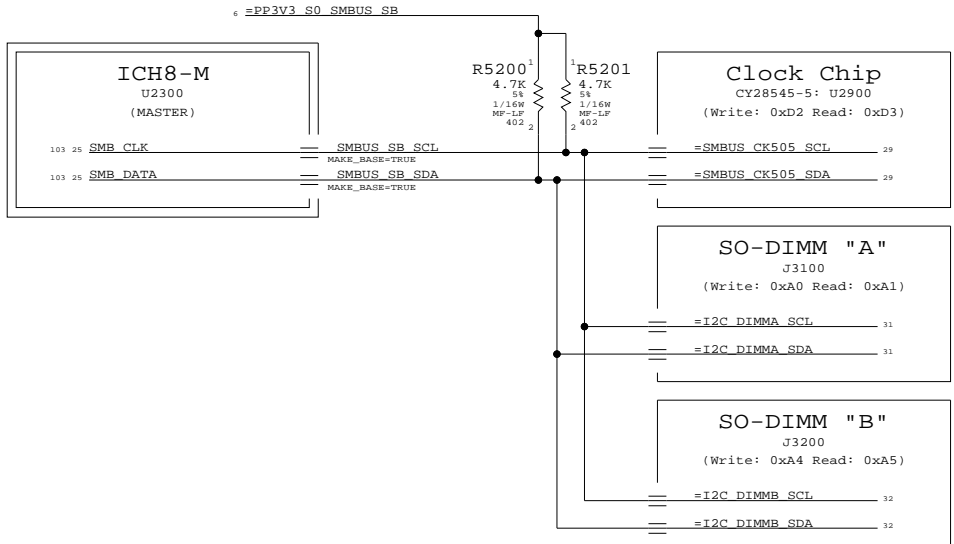 6 =PP3V3_S0_SMBUS_SB
ICH8-M
U2300
(MASTER)
103 25 SMB_CLK
SMBUS_SB_SCL
MAKE_BASE=TRUE
103 25 SMB_DATA
SMBUS_SB_SDA
MAKE_BASE=TRUE
R5200
4.7K
5%
1/16W
MF-LF
402
1
2
R5201
4.7K
5%
1/16W
MF-LF
402
1
2
Clock Chip
CY28545-5: U2900
(Write: 0xD2 Read: 0xD3)
=SMBUS_CK505_SCL 29
=SMBUS_CK505_SDA 29
SO-DIMM "A"
J3100
(Write: 0xA0 Read: 0xA1)
=I2C_DIMMA_SCL 31
=I2C_DIMMA_SDA 31
SO-DIMM "B"
J3200
(Write: 0xA4 Read: 0xA5)
=I2C_DIMMB_SCL 32
=I2C_DIMMB_SDA 32